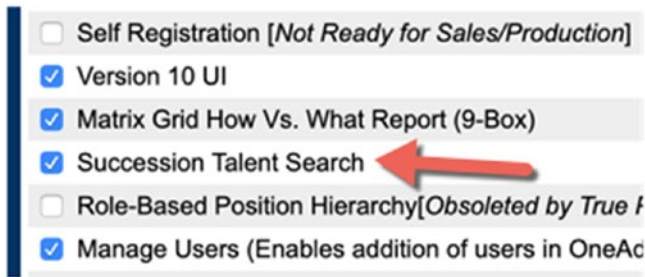 Self Registration [Not Ready for Sales/Production]
Version 10 UI
Matrix Grid How Vs. What Report (9-Box)
Succession Talent Search
Role-Based Position Hierarchy[Obsoleted by True
Manage Users (Enables addition of users in